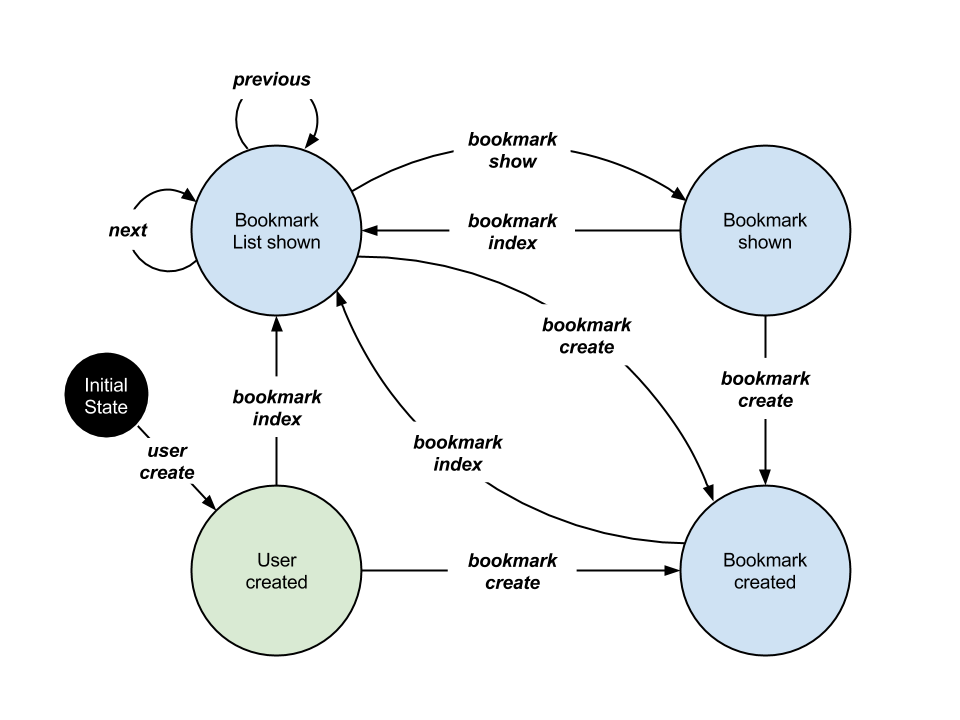 previous
bookmark
show
next
Bookmark
List shown
bookmark
index
Bookmark
shown
bookmark
create
Initial
State
bookmark
index
bookmark
create
user
create
bookmark
index
User
created
bookmark
create
Bookmark
created